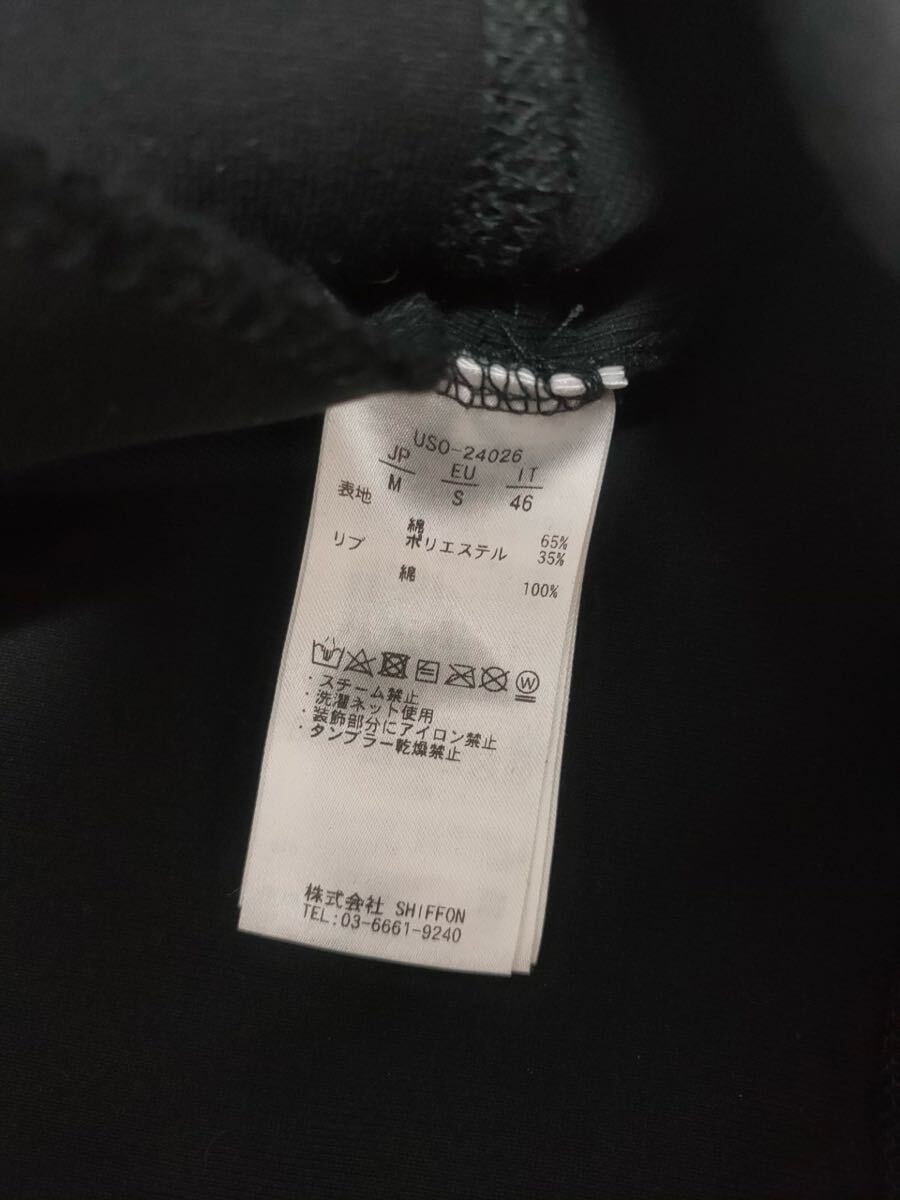 USO-24026
JP EU IT
M S 46
表地
綿 65%
リブ ポリエステル 35%
綿 100%
W
・スチーム禁止
・洗濯ネット使用
・装飾部分にアイロン禁止
・タンブラー乾燥禁止
株式会社 SHIFFON
TEL:03-6661-9240